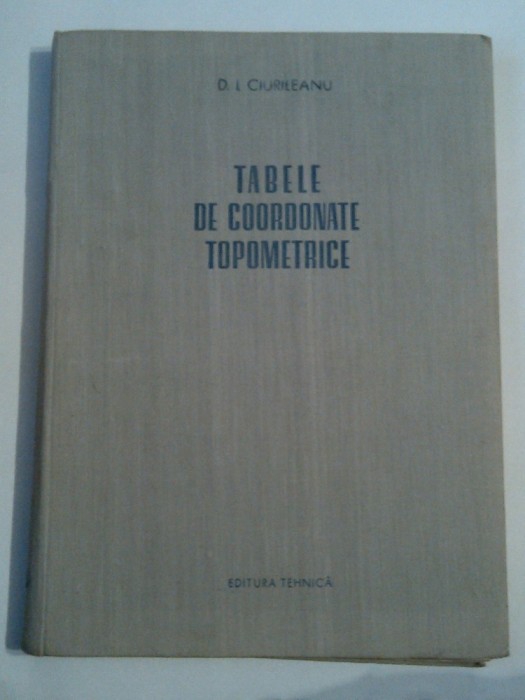 D. I. CIURILEANU
TABELE
DE COORDONATE
TOPOMETRICE
EDITURA TEHNICĂ